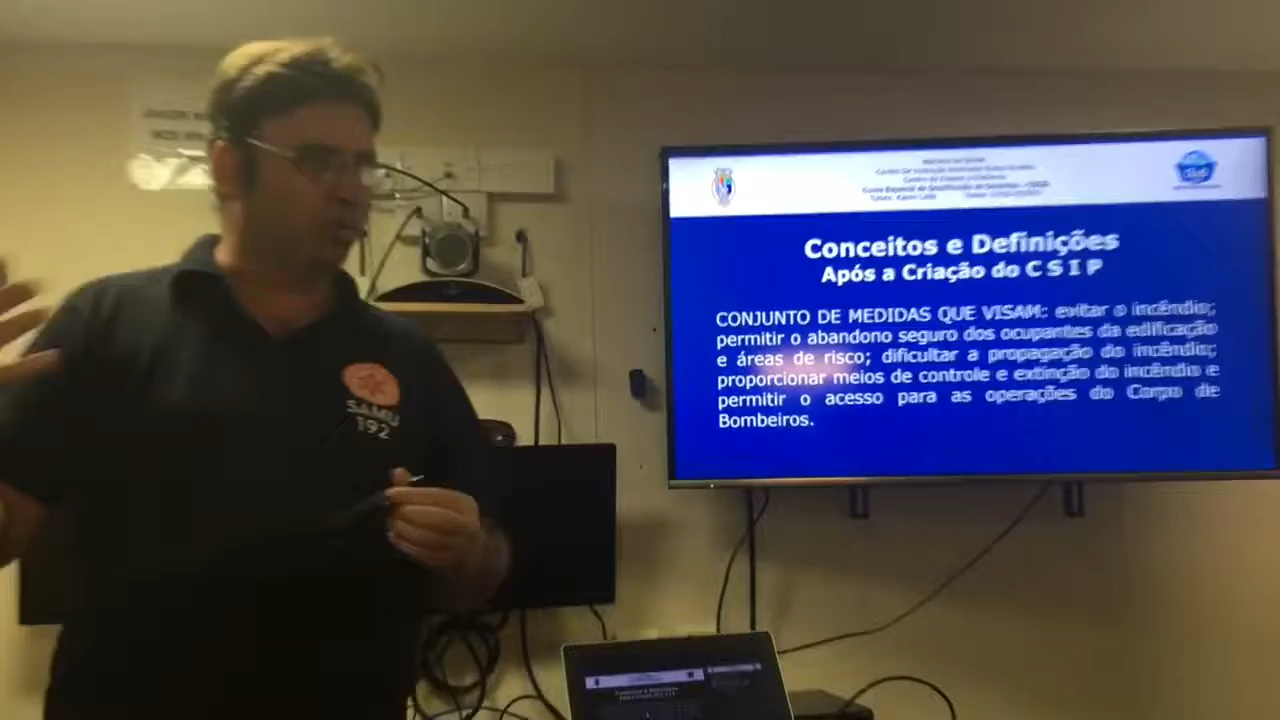 Conceitos e Definições
Após a Criação do C S I P
CONJUNTO DE MEDIDAS QUE VISAM: evitar o incêndio;
permitir o abandono seguro dos ocupantes da edificação
e áreas de risco; dificultar a propagação do incêndio;
proporcionar meios de controle e extinção do incêndio e
permitir o acesso para as operações do Corpo de
Bombeiros.
SAMU
192